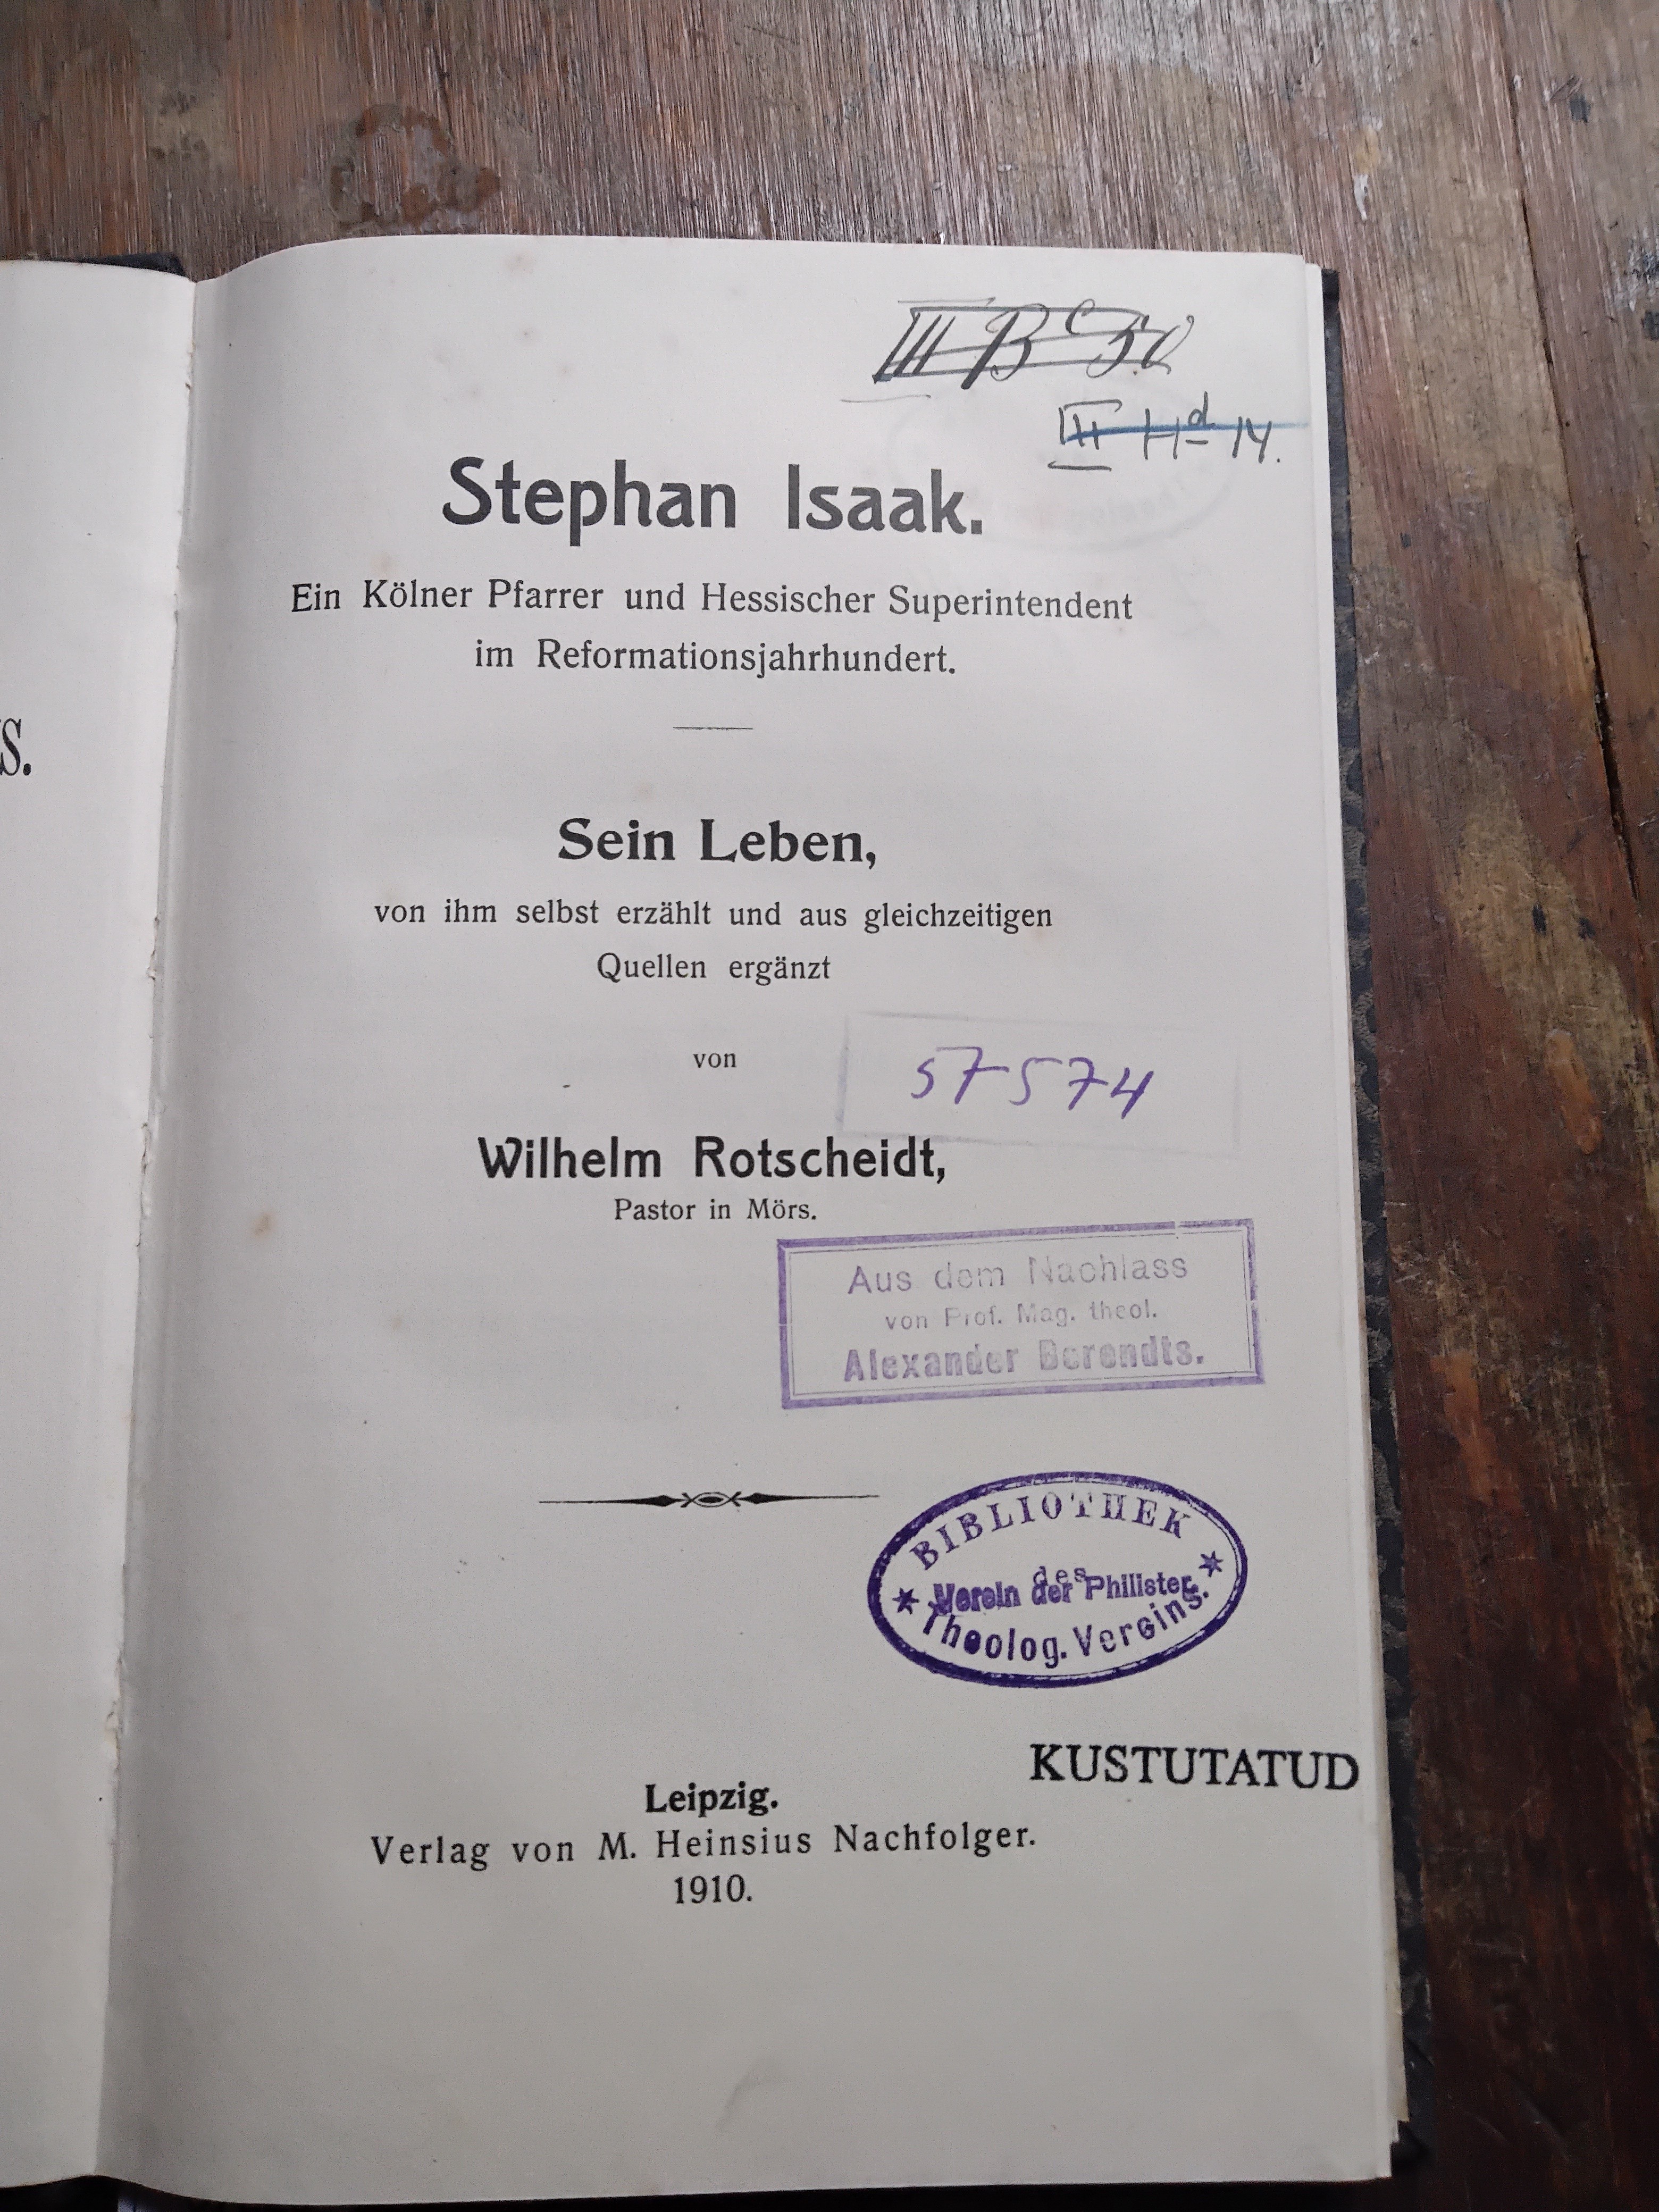 III B c 50
III H d 14.
Stephan Isaak.
Ein Kölner Pfarrer und Hessischer Superintendent
im Reformationsjahrhundert.
S.
Sein Leben,
von ihm selbst erzählt und aus gleichzeitigen
Quellen ergänzt
von
57574
Wilhelm Rotscheidt,
Pastor in Mörs.
Aus dem Nachlass
von Prof. Mag. theol.
Alexander Berendts.
BIBLIOTHEK
des
Verein der Philister
Theolog. Vereins.
KUSTUTATUD
Leipzig.
Verlag von M. Heinsius Nachfolger.
1910.